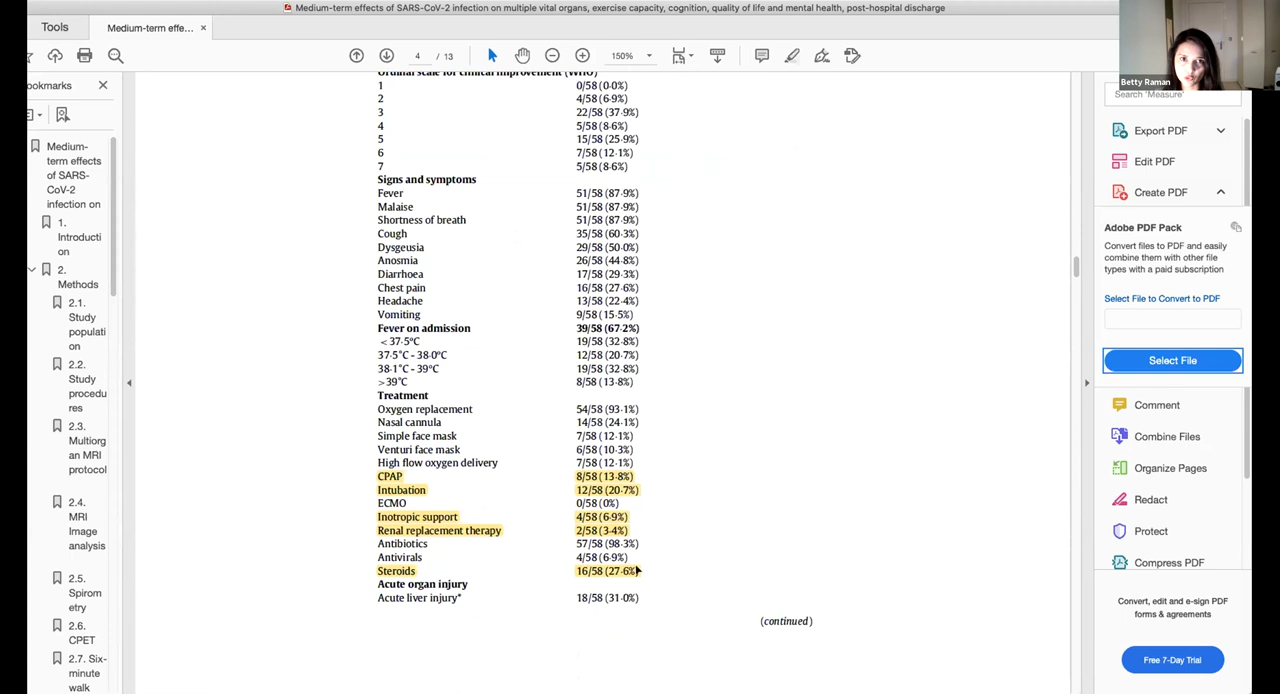 Medium-term effects of SARS-CoV-2 infection on multiple vital organs, exercise capacity, cognition, quality of life and mental health, post-hospital discharge
Tools
Medium-term effe... ×
4 / 13
150%
Betty Raman
ookmarks
Medium-
term effects
of SARS-
CoV-2
infection on
1.
Introducti
on
2.
Methods
2.1.
Study
populati
on
2.2.
Study
procedu
res
2.3.
Multiorg
an MRI
protocol
2.4.
MRI
Image
analysis
2.5.
Spirom
etry
2.6.
CPET
2.7. Six-
minute
walk
Ordinal scale for clinical improvement (WHO)
1 0/58 (0·0%)
2 4/58 (6·9%)
3 22/58 (37·9%)
4 5/58 (8·6%)
5 15/58 (25·9%)
6 7/58 (12·1%)
7 5/58 (8·6%)
Signs and symptoms
Fever 51/58 (87·9%)
Malaise 51/58 (87·9%)
Shortness of breath 51/58 (87·9%)
Cough 35/58 (60·3%)
Dysgeusia 29/58 (50·0%)
Anosmia 26/58 (44·8%)
Diarrhoea 17/58 (29·3%)
Chest pain 16/58 (27·6%)
Headache 13/58 (22·4%)
Vomiting 9/58 (15·5%)
Fever on admission 39/58 (67·2%)
< 37·5°C 19/58 (32·8%)
37·5°C - 38·0°C 12/58 (20·7%)
38·1°C - 39°C 19/58 (32·8%)
>39°C 8/58 (13·8%)
Treatment
Oxygen replacement 54/58 (93·1%)
Nasal cannula 14/58 (24·1%)
Simple face mask 7/58 (12·1%)
Venturi face mask 6/58 (10·3%)
High flow oxygen delivery 7/58 (12·1%)
CPAP 8/58 (13·8%)
Intubation 12/58 (20·7%)
ECMO 0/58 (0%)
Inotropic support 4/58 (6·9%)
Renal replacement therapy 2/58 (3·4%)
Antibiotics 57/58 (98·3%)
Antivirals 4/58 (6·9%)
Steroids 16/58 (27·6%)
Acute organ injury
Acute liver injury* 18/58 (31·0%)
(continued)
Search 'Measure'
Export PDF
Edit PDF
Create PDF
Adobe PDF Pack
Convert files to PDF and easily
combine them with other file
types with a paid subscription
Select File to Convert to PDF
Select File
Comment
Combine Files
Organize Pages
Redact
Protect
Compress PDF
Convert, edit and e-sign PDF
forms & agreements
Free 7-Day Trial